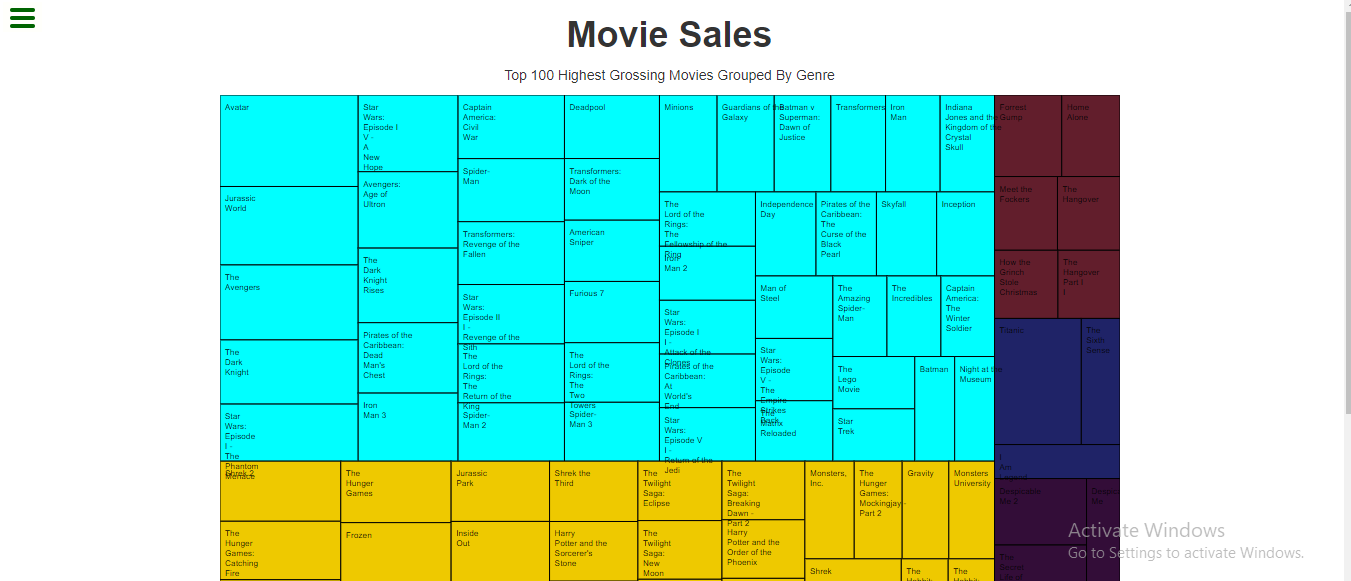 Movie Sales
Top 100 Highest Grossing Movies Grouped By Genre
Avatar
Jurassic
World
The
Avengers
The
Dark
Knight
Star
Wars:
Episode
I -
The
Phantom
Menace
Star
Wars:
Episode I
V -
A
New
Hope
Avengers:
Age of
Ultron
The
Dark
Knight
Rises
Pirates of the
Caribbean:
Dead
Man's
Chest
Iron
Man 3
Captain
America:
Civil
War
Spider-
Man
Transformers:
Revenge of the
Fallen
Star
Wars:
Episode II
I -
Revenge of the
Sith
The
Lord of the
Rings:
The
Return of the
King
Spider-
Man 2
Deadpool
Transformers:
Dark of the
Moon
American
Sniper
Furious 7
The
Lord of the
Rings:
The
Two
Towers
Spider-
Man 3
Minions
Guardians of the
Galaxy
Batman v
Superman:
Dawn of
Justice
Transformers
Iron
Man
Indiana
Jones and the
Kingdom of the
Crystal
Skull
The
Lord of the
Rings:
The
Fellowship of the
Ring
Iron
Man 2
Star
Wars:
Episode I
I -
Attack of the
Clones
Pirates of the
Caribbean:
At
World's
End
Star
Wars:
Episode V
I -
Return of the
Jedi
Independence
Day
Pirates of the
Caribbean:
The
Curse of the
Black
Pearl
Skyfall
Inception
Man of
Steel
Star
Wars:
Episode
V -
The
Empire
Strikes
Back
The
Matrix
Reloaded
The
Amazing
Spider-
Man
The
Incredibles
Captain
America:
The
Winter
Soldier
The
Lego
Movie
Star
Trek
Batman
Night at the
Museum
Forrest
Gump
Home
Alone
Meet the
Fockers
The
Hangover
How the
Grinch
Stole
Christmas
The
Hangover
Part I
I
Titanic
The
Sixth
Sense
I
Am
Legend
Despicable
Me 2
Despic
Me
The
Secret
Life of
Shrek 2
The
Hunger
Games:
Catching
Fire
The
Hunger
Games
Frozen
Jurassic
Park
Inside
Out
Shrek the
Third
Harry
Potter and the
Sorcerer's
Stone
The
Twilight
Saga:
Eclipse
The
Twilight
Saga:
New
Moon
The
Twilight
Saga:
Breaking
Dawn -
Part 2
Harry
Potter and the
Order of the
Phoenix
Monsters,
Inc.
The
Hunger
Games:
Mockingjay -
Part 2
Gravity
Monsters
University
Shrek
The
Hobbit:
The
Hobbit:
Activate Windows
Go to Settings to activate Windows.